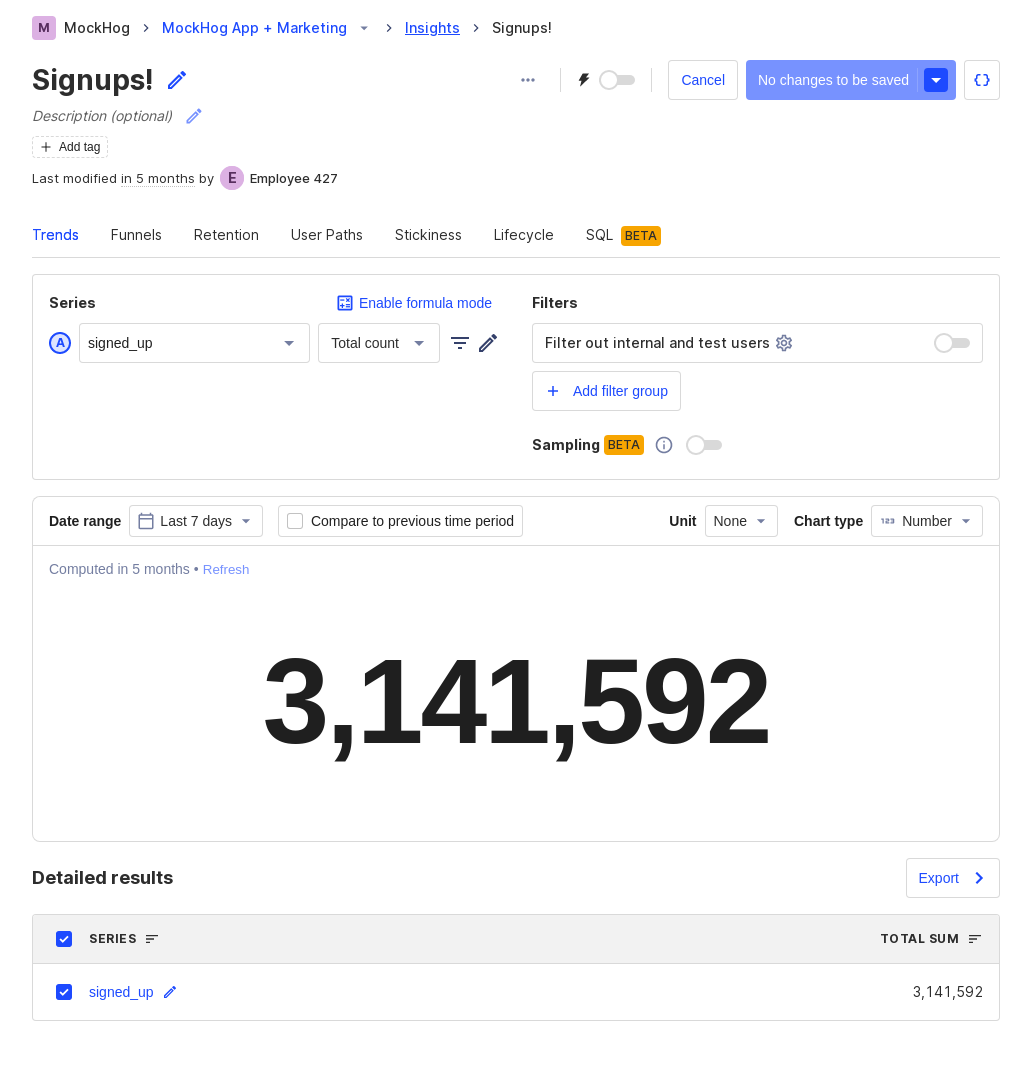 M MockHog MockHog App + Marketing Insights Signups!
Signups! Cancel No changes to be saved
Description (optional)
Add tag
Last modified in 5 months by E Employee 427
Trends Funnels Retention User Paths Stickiness Lifecycle SQL BETA
Series Enable formula mode Filters
A signed_up Total count Filter out internal and test users
Add filter group
Sampling BETA
Date range Last 7 days Compare to previous time period Unit None Chart type 123 Number
Computed in 5 months • Refresh
3,141,592
Detailed results Export
SERIES TOTAL SUM
signed_up 3,141,592